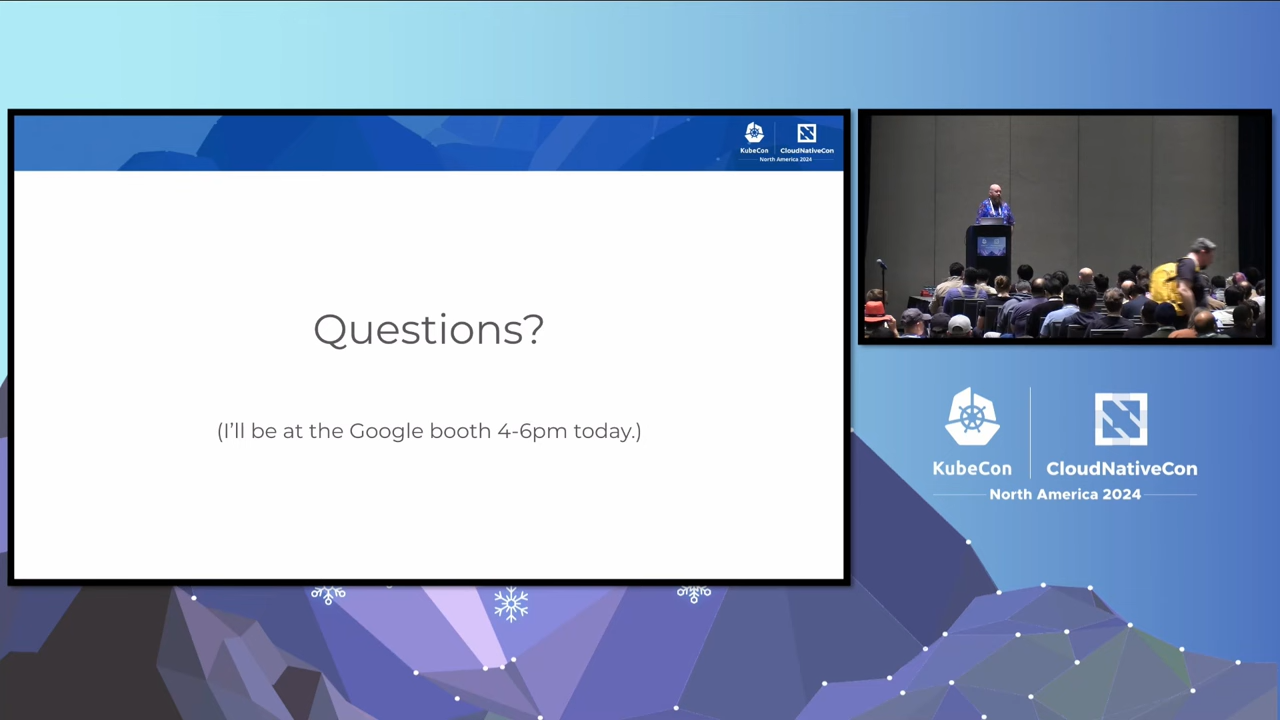 KubeCon
CloudNativeCon
North America 2024
Questions?
(I'll be at the Google booth 4-6pm today.)
KubeCon
CloudNativeCon
North America 2024